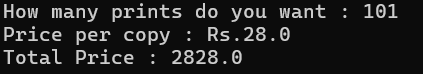 How many prints do you want : 101
Price per copy : Rs.28.0
Total Price : 2828.0